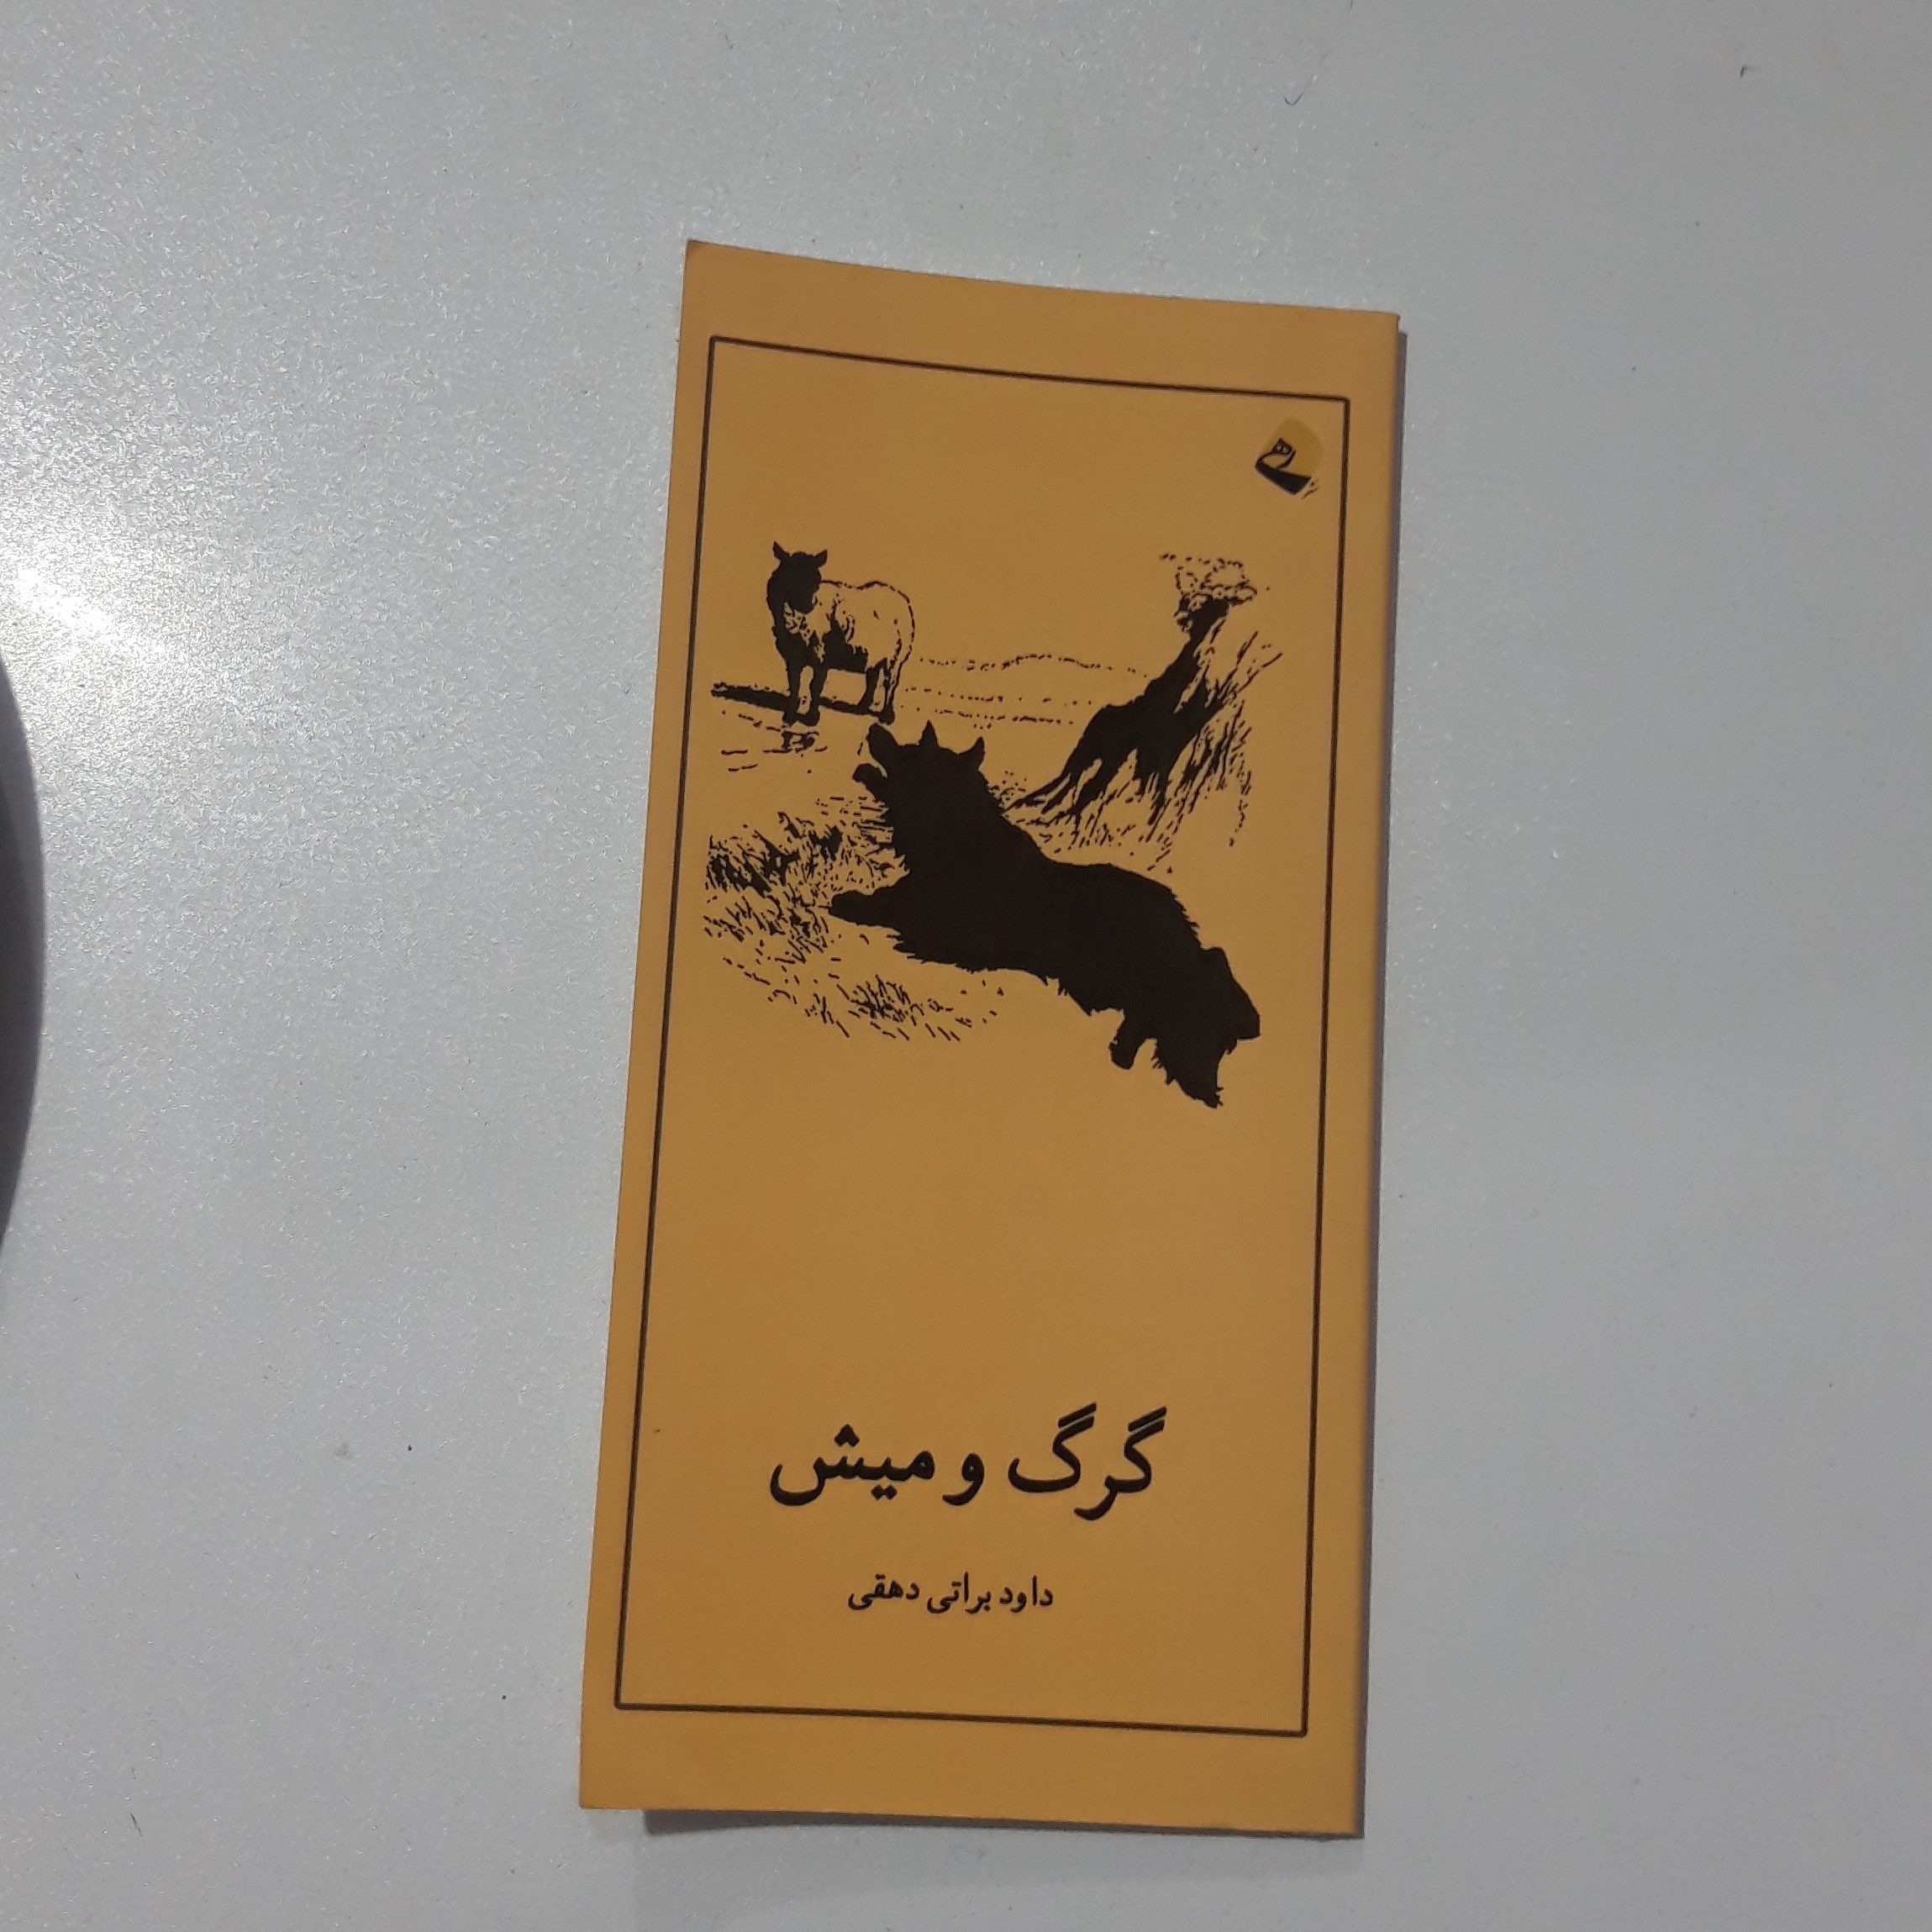 گرگ و میش
داود براتی دهقی